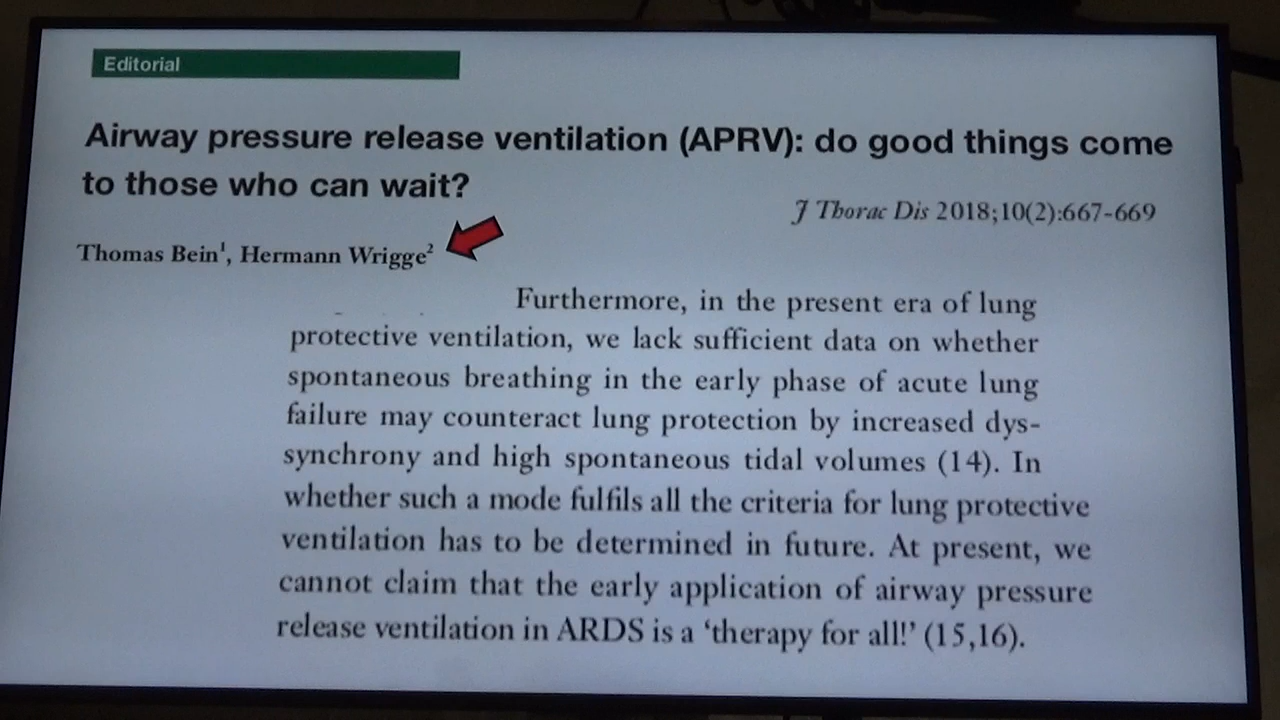 Editorial
Airway pressure release ventilation (APRV): do good things come
to those who can wait?
J Thorac Dis 2018;10(2):667-669
Thomas Bein¹, Hermann Wrigge²
Furthermore, in the present era of lung
protective ventilation, we lack sufficient data on whether
spontaneous breathing in the early phase of acute lung
failure may counteract lung protection by increased dys-
synchrony and high spontaneous tidal volumes (14). In
whether such a mode fulfils all the criteria for lung protective
ventilation has to be determined in future. At present, we
cannot claim that the early application of airway pressure
release ventilation in ARDS is a ‘therapy for all!’ (15,16).